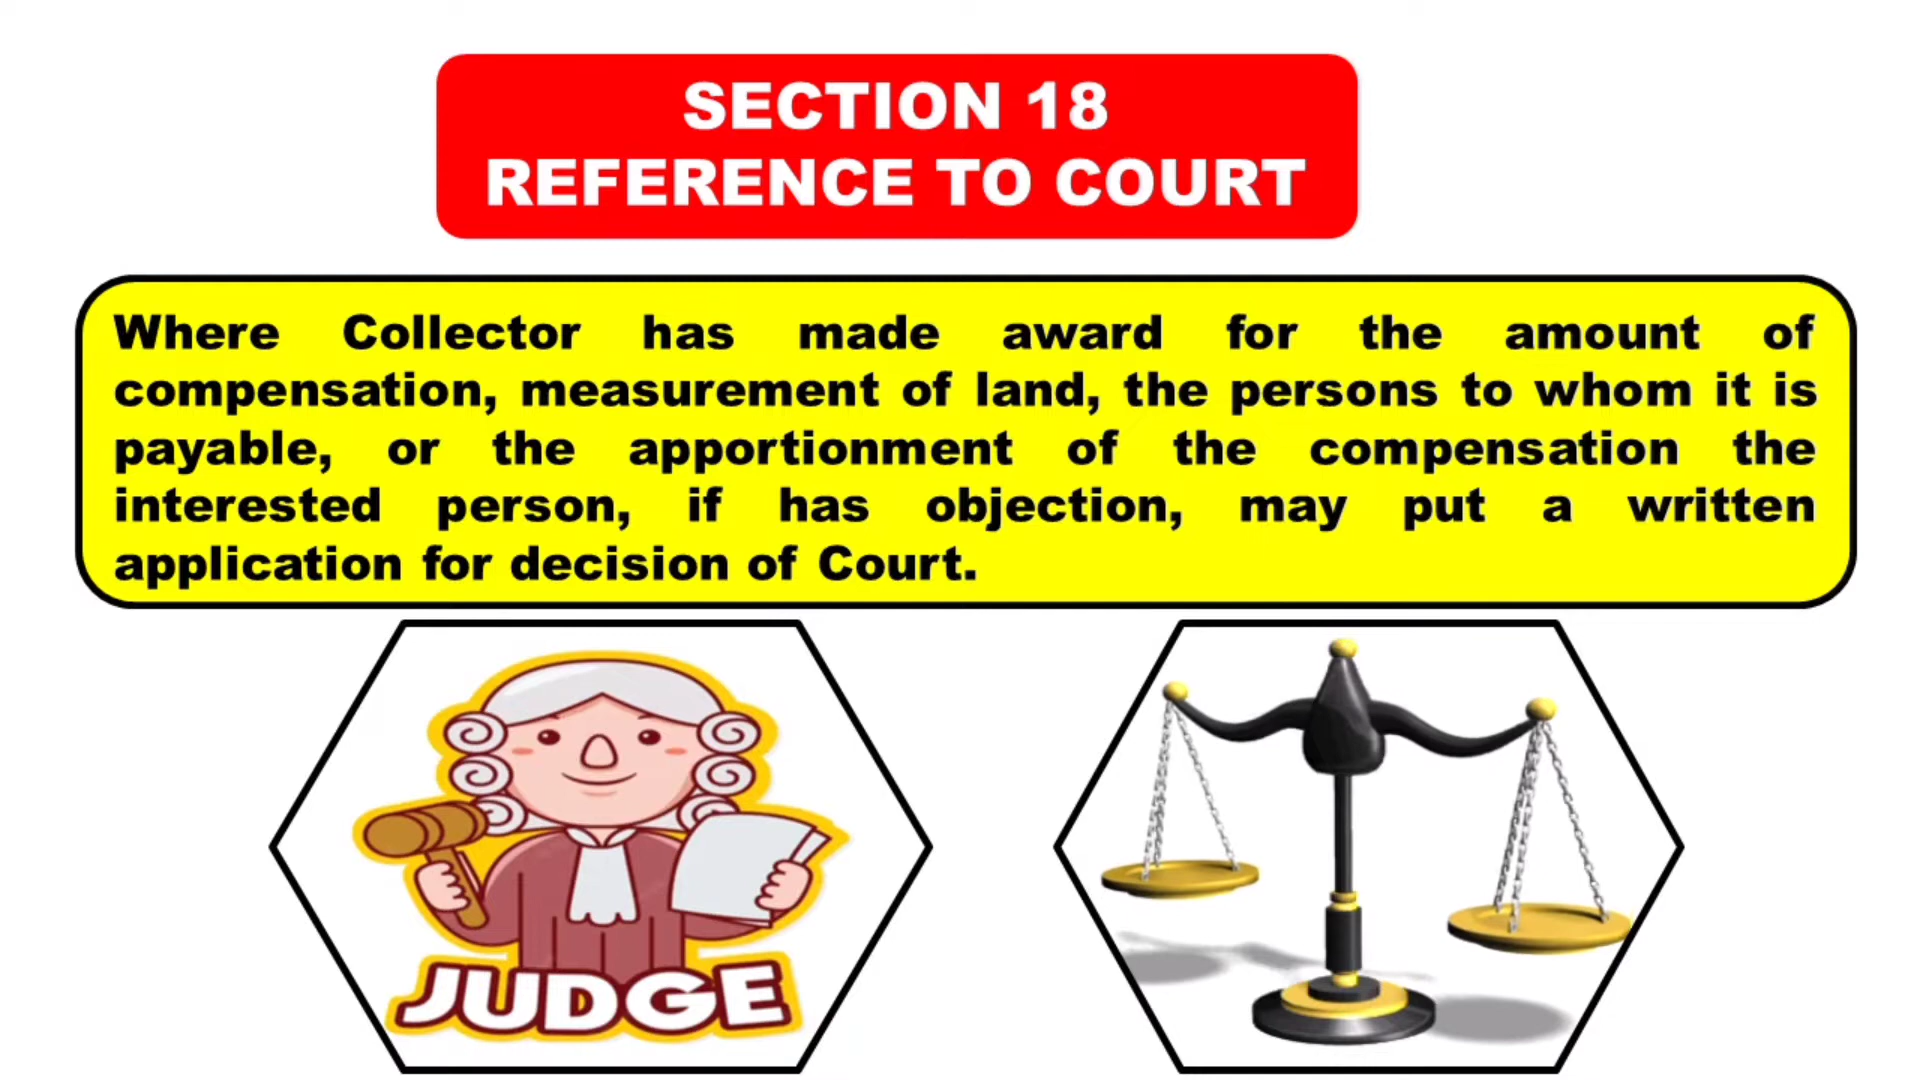 SECTION 18
REFERENCE TO COURT
Where Collector has made award for the amount of
compensation, measurement of land, the persons to whom it is
payable, or the apportionment of the compensation the
interested person, if has objection, may put a written
application for decision of Court.
JUDGE